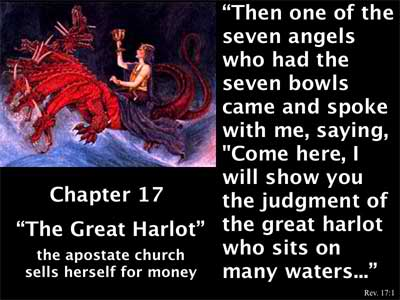 Chapter 17
“The Great Harlot”
the apostate church
sells herself for money
“Then one of the
seven angels
who had the
seven bowls
came and spoke
with me, saying,
"Come here, I
will show you
the judgment of
the great harlot
who sits on
many waters...”
Rev. 17:1